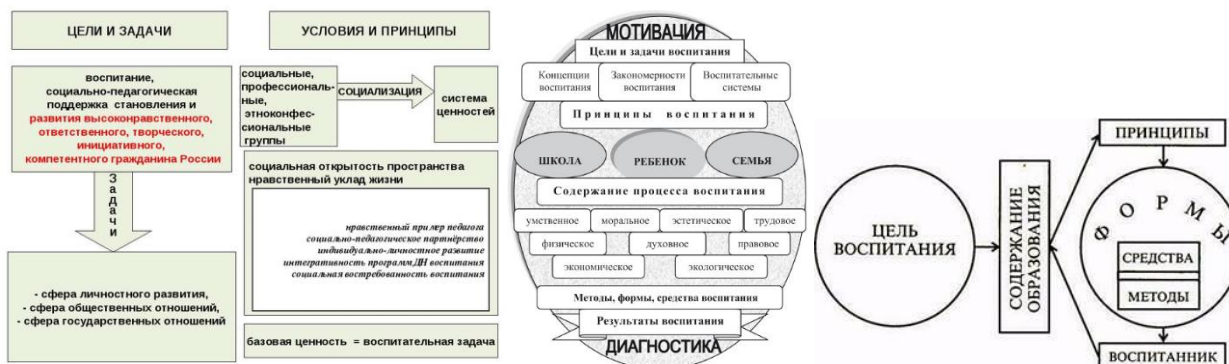 ЦЕЛИ И ЗАДАЧИ
воспитание,
социально-педагогическая
поддержка становления и
развития высоконравственного,
ответственного, творческого,
инициативного,
компетентного гражданина России
Задачи
- сфера личностного развития,
- сфера общественных отношений,
- сфера государственных отношений
УСЛОВИЯ И ПРИНЦИПЫ
социальные,
профессиональ-
ные,
этноконфес-
сиональные
группы
СОЦИАЛИЗАЦИЯ
система
ценностей
социальная открытость пространства
нравственный уклад жизни
нравственный пример педагога
социально-педагогическое партнёрство
индивидуально-личностное развитие
интегративность программ ДН воспитания
социальная востребованность воспитания
базовая ценность = воспитательная задача
МОТИВАЦИЯ
Цели и задачи воспитания
Концепции
воспитания
Закономерности
воспитания
Воспитательные
системы
Принципы воспитания
ШКОЛА
РЕБЕНОК
СЕМЬЯ
Содержание процесса воспитания
умственное
моральное
эстетическое
трудовое
физическое
духовное
правовое
экономическое
экологическое
Методы, формы, средства воспитания
Результаты воспитания
ДИАГНОСТИКА
ЦЕЛЬ
ВОСПИТАНИЯ
СОДЕРЖАНИЕ
ОБРАЗОВАНИЯ
ПРИНЦИПЫ
ФОРМЫ
СРЕДСТВА
МЕТОДЫ
ВОСПИТАННИК